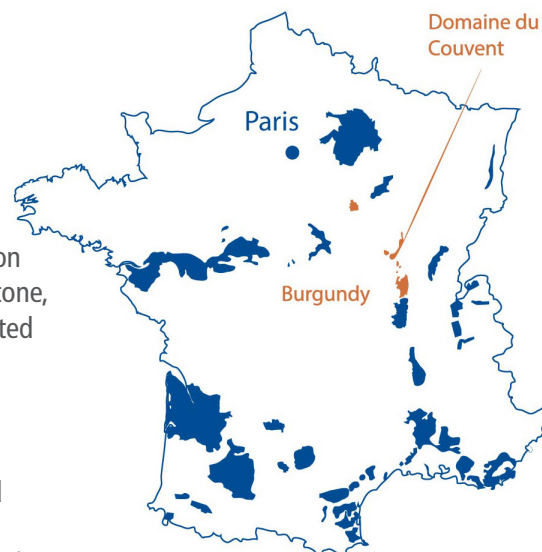 Domaine du
Couvent
Paris
on
tone,
Burgundy
ted